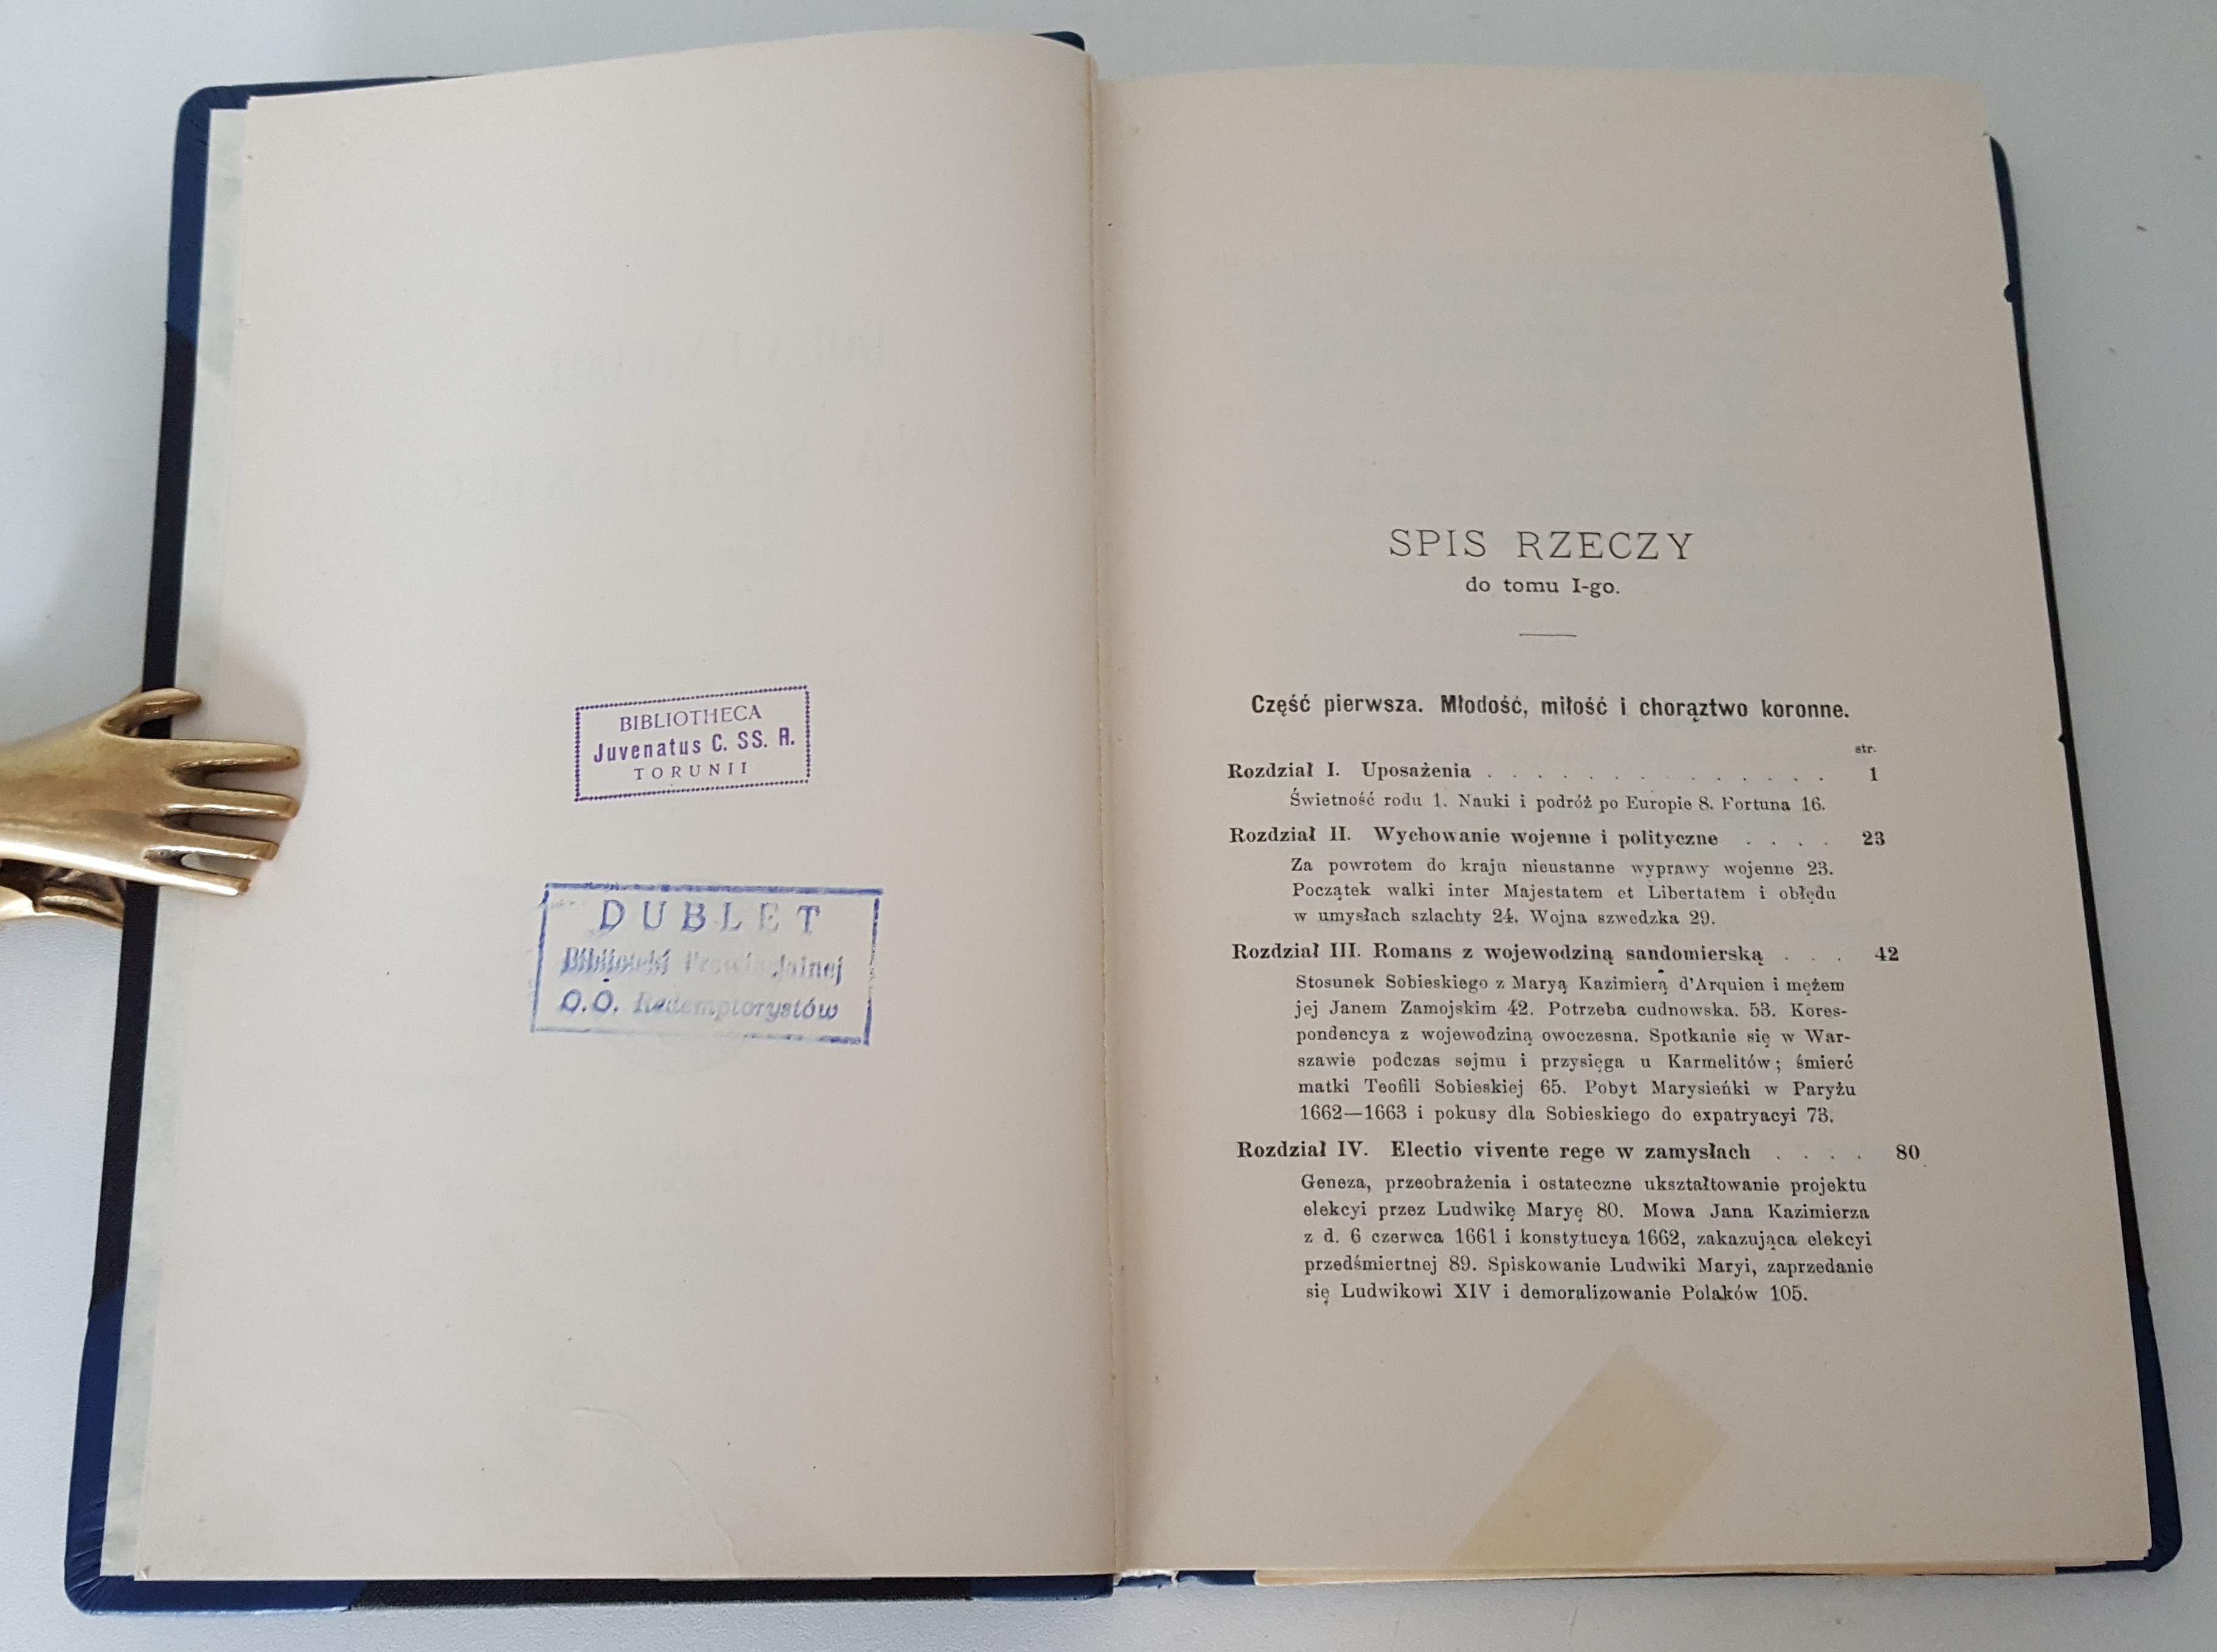 BIBLIOTHECA
Juvenatus C. SS. R.
TORUNII
DUBLET
Biblioteki
O.O. Redemptorystów
SPIS RZECZY
do tomu I-go.
Część pierwsza. Młodość, miłość i chorąztwo koronne.
str.
Rozdział I. Uposażenia . . . . . . . . . . . . . 1
Świetność rodu 1. Nauki i podróż po Europie 8. Fortuna 16.
Rozdział II. Wychowanie wojenne i polityczne . . . . 23
Za powrotem do kraju nieustanne wyprawy wojenne 23.
Początek walki inter Majestatem et Libertatem i obłędu
w umysłach szlachty 24. Wojna szwedzka 29.
Rozdział III. Romans z wojewodziną sandomierską . . . 42
Stosunek Sobieskiego z Maryą Kazimierą d'Arquien i mężem
jej Janem Zamojskim 42. Potrzeba cudnowska. 53. Kores-
pondencya z wojewodziną owoczesna. Spotkanie się w War-
szawie podczas sejmu i przysięga u Karmelitów; śmierć
matki Teofili Sobieskiej 65. Pobyt Marysieńki w Paryżu
1662—1663 i pokusy dla Sobieskiego do expatryacyi 73.
Rozdział IV. Electio vivente rege w zamysłach . . . . 80
Geneza, przeobrażenia i ostateczne ukształtowanie projektu
elekcyi przez Ludwikę Maryę 80. Mowa Jana Kazimierza
z d. 6 czerwca 1661 i konstytucya 1662, zakazująca elekcyi
przedśmiertnej 89. Spiskowanie Ludwiki Maryi, zaprzedanie
się Ludwikowi XIV i demoralizowanie Polaków 105.